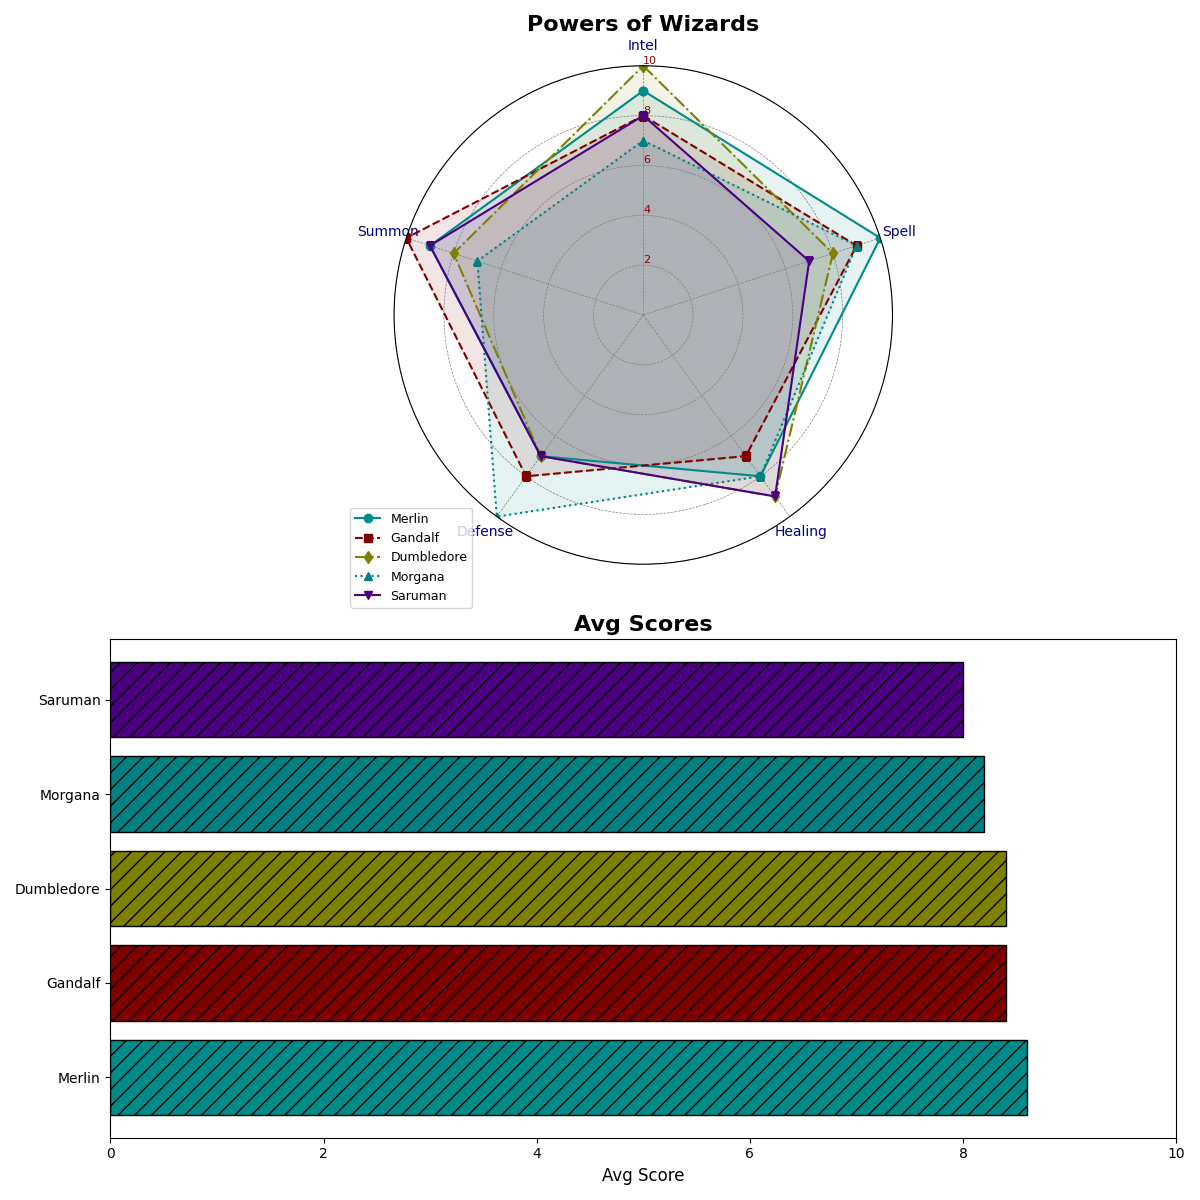 Powers of Wizards
Intel
10
8
6
4
2
Summon
Spell
Defense
Healing
Merlin
Gandalf
Dumbledore
Morgana
Saruman
Avg Scores
Saruman
Morgana
Dumbledore
Gandalf
Merlin
0 2 4 6 8 10
Avg Score